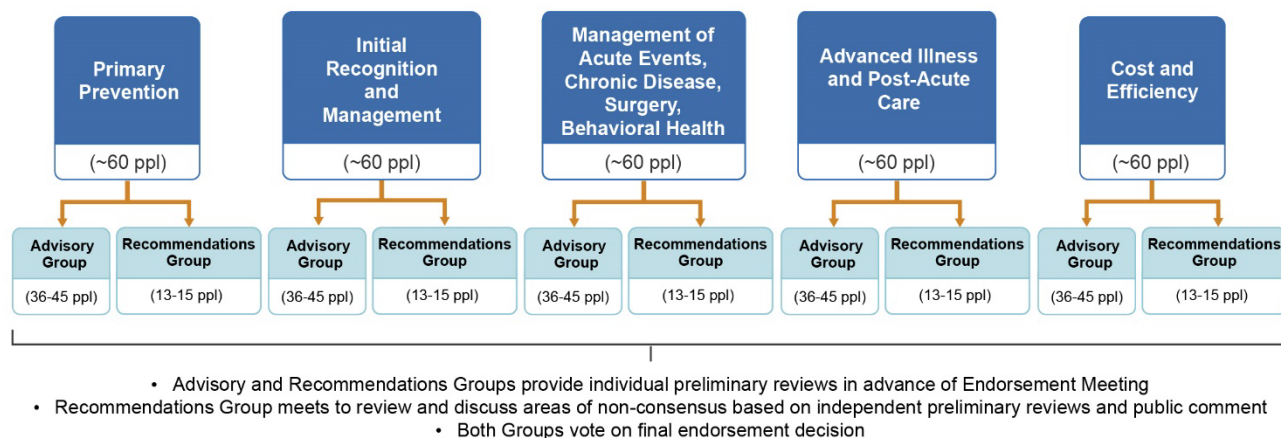 Primary
Prevention
(~60 ppl)
Initial
Recognition
and
Management
(~60 ppl)
Management of
Acute Events,
Chronic Disease,
Surgery,
Behavioral Health
(~60 ppl)
Advanced Illness
and Post-Acute
Care
(~60 ppl)
Cost and
Efficiency
(~60 ppl)
Advisory
Group
(36-45 ppl)
Recommendations
Group
(13-15 ppl)
Advisory
Group
(36-45 ppl)
Recommendations
Group
(13-15 ppl)
Advisory
Group
(36-45 ppl)
Recommendations
Group
(13-15 ppl)
Advisory
Group
(36-45 ppl)
Recommendations
Group
(13-15 ppl)
Advisory
Group
(36-45 ppl)
Recommendations
Group
(13-15 ppl)
• Advisory and Recommendations Groups provide individual preliminary reviews in advance of Endorsement Meeting
• Recommendations Group meets to review and discuss areas of non-consensus based on independent preliminary reviews and public comment
• Both Groups vote on final endorsement decision